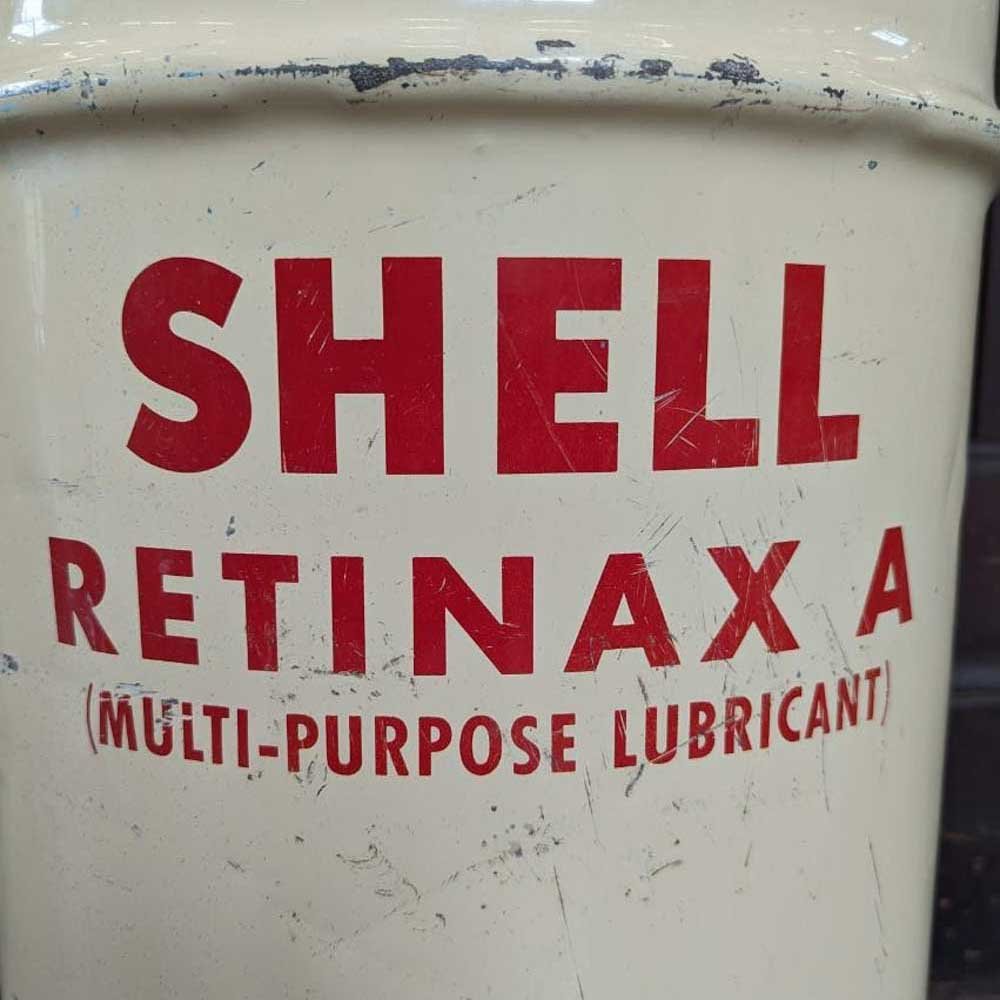 SHELL
RETINAX A
(MULTI-PURPOSE LUBRICANT)